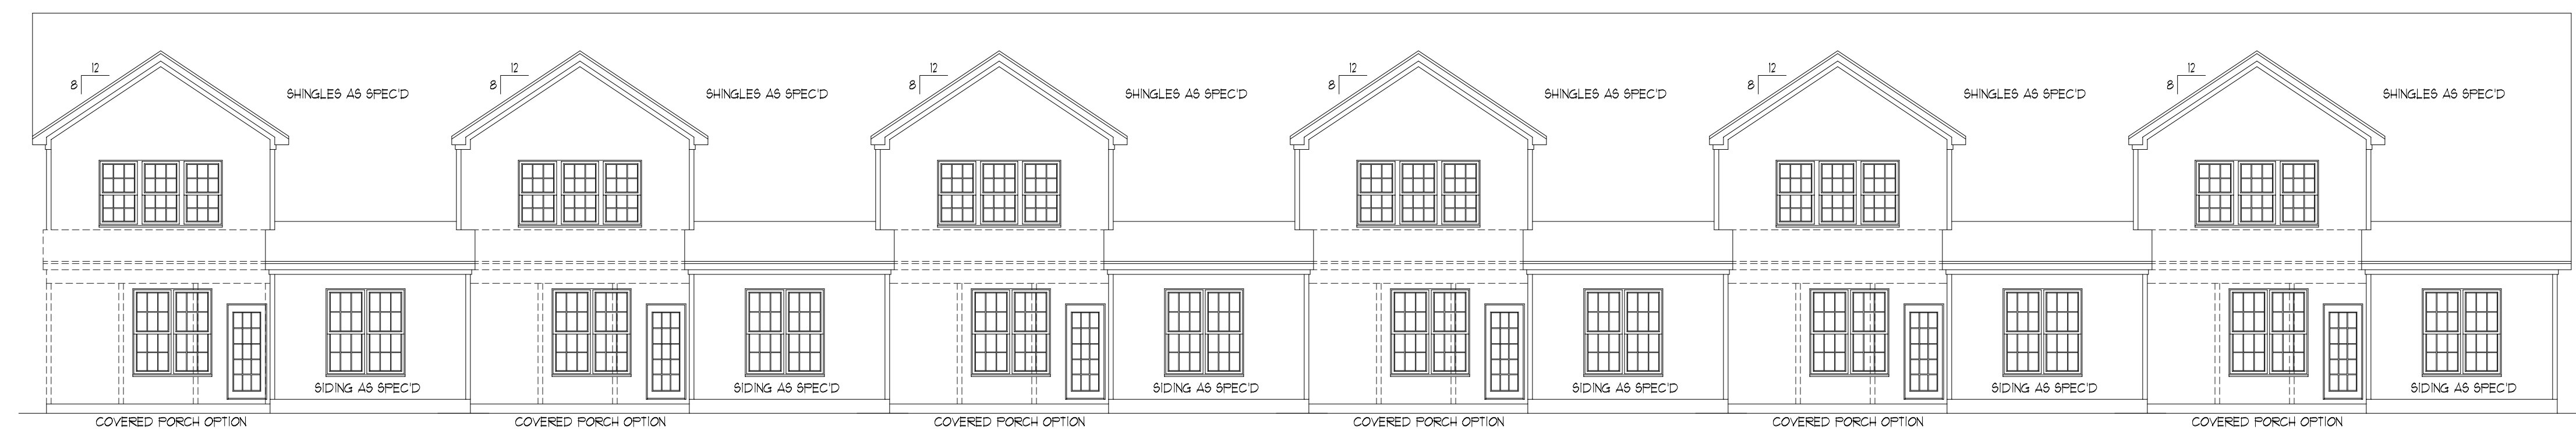 12
8
SHINGLES AS SPEC'D
12
8
SHINGLES AS SPEC'D
12
8
SHINGLES AS SPEC'D
12
8
SHINGLES AS SPEC'D
12
8
SHINGLES AS SPEC'D
12
8
SHINGLES AS SPEC'D
SIDING AS SPEC'D
SIDING AS SPEC'D
SIDING AS SPEC'D
SIDING AS SPEC'D
SIDING AS SPEC'D
SIDING AS SPEC'D
COVERED PORCH OPTION
COVERED PORCH OPTION
COVERED PORCH OPTION
COVERED PORCH OPTION
COVERED PORCH OPTION
COVERED PORCH OPTION